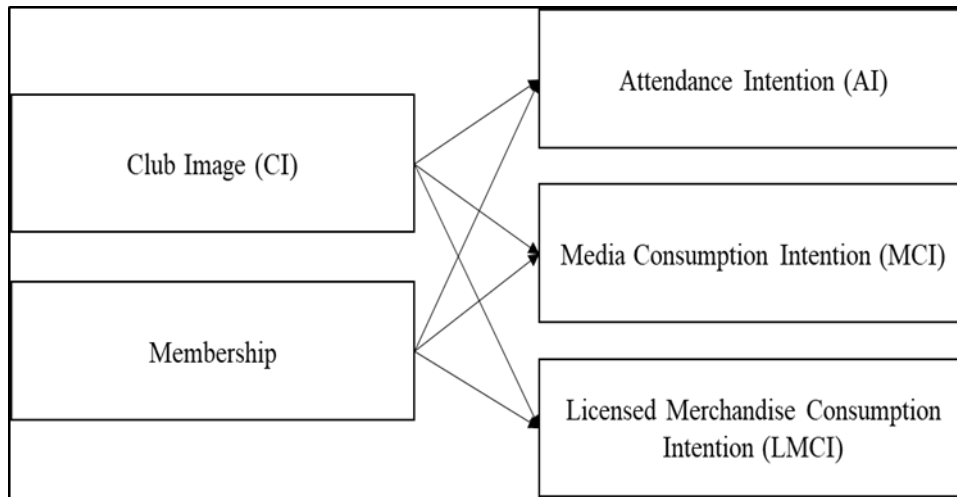 Club Image (CI)
Membership
Attendance Intention (AI)
Media Consumption Intention (MCI)
Licensed Merchandise Consumption
Intention (LMCI)